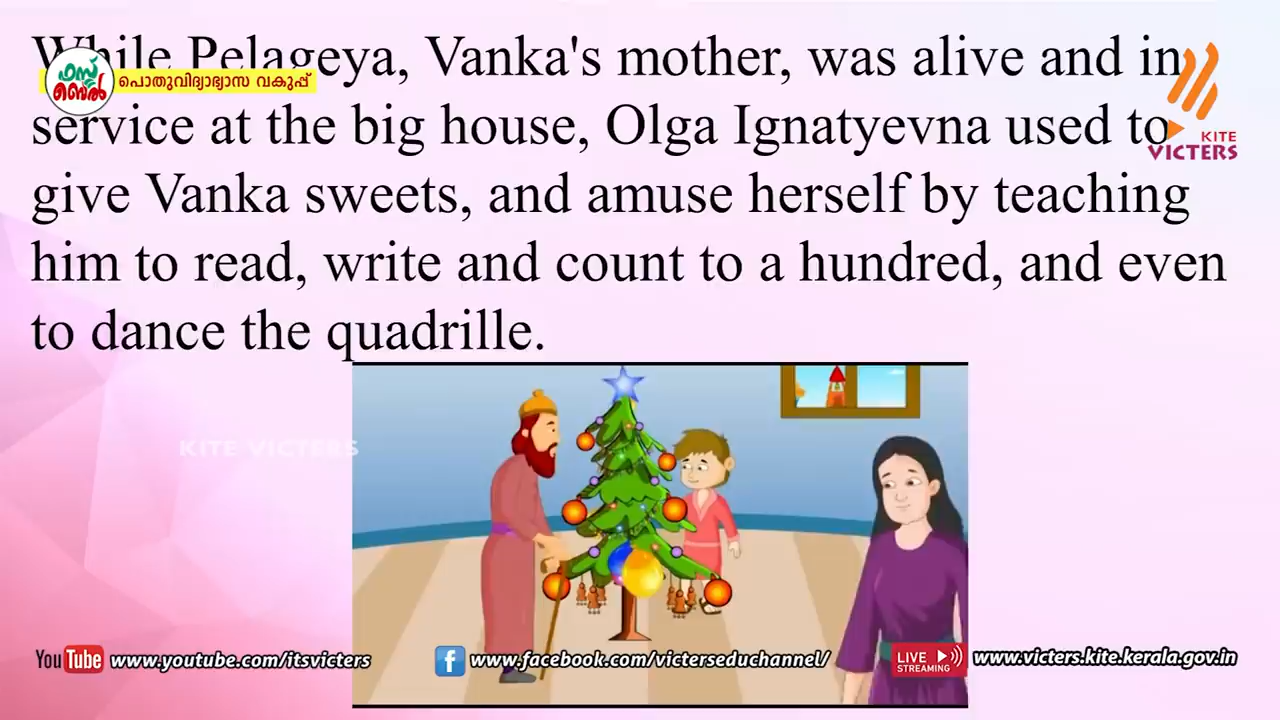 While Pelageya, Vanka's mother, was alive and in
ഫസ്റ്റ്
ബെൽ
പൊതുവിദ്യാഭ്യാസ വകുപ്പ്
service at the big house, Olga Ignatyevna used to
KITE
VICTERS
give Vanka sweets, and amuse herself by teaching
him to read, write and count to a hundred, and even
to dance the quadrille.
KITE VICTERS
YouTube www.youtube.com/itsvicters
f www.facebook.com/victerseduchannel/
LIVE
STREAMING
www.victers.kite.kerala.gov.in